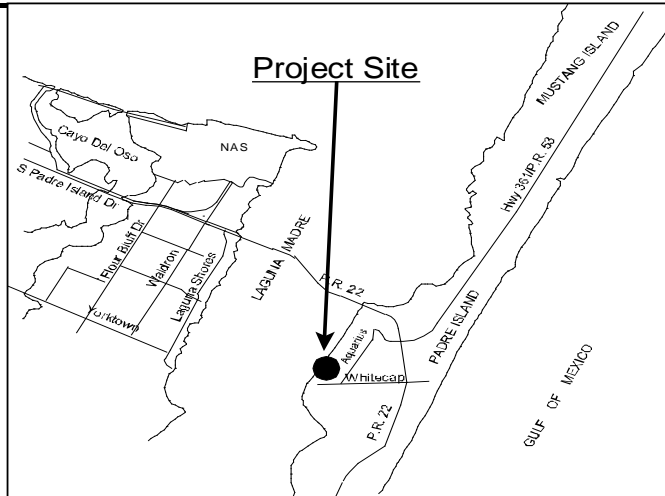 Project Site
MUSTANG ISLAND
Cayo Del Oso
NAS
S Padre Island Dr
Hwy 361/P.R. 53
Flour Bluff Dr
Waldron
Laguna Shores
LAGUNA MADRE
P.R. 22
Yorktown
PADRE ISLAND
Aquarius
Whitecap
P.R. 22
GULF OF MEXICO